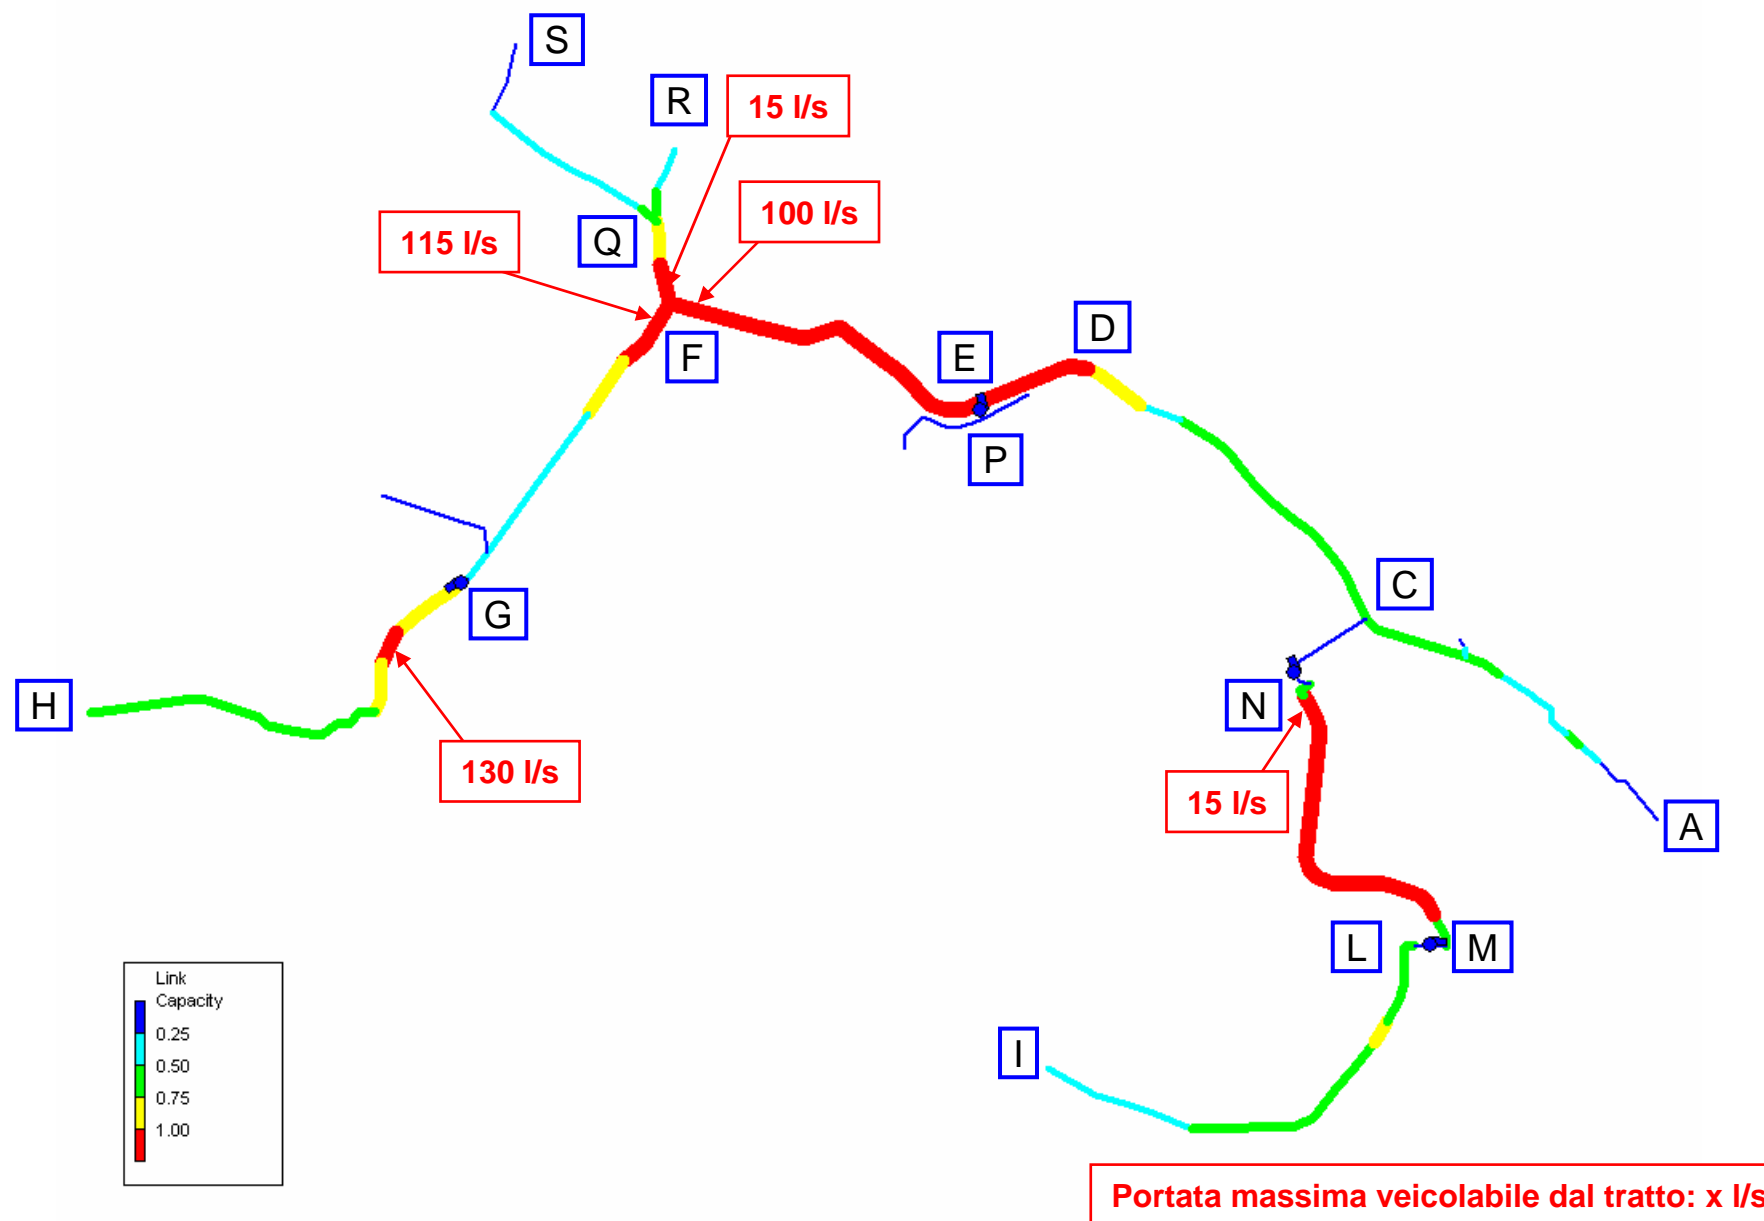 S
R
15 l/s
100 l/s
Q
115 l/s
D
E
F
P
C
G
H
N
130 l/s
15 l/s
A
L
M
Link
Capacity
0.25
0.50
0.75
1.00
I
Portata massima veicolabile dal tratto: x l/s